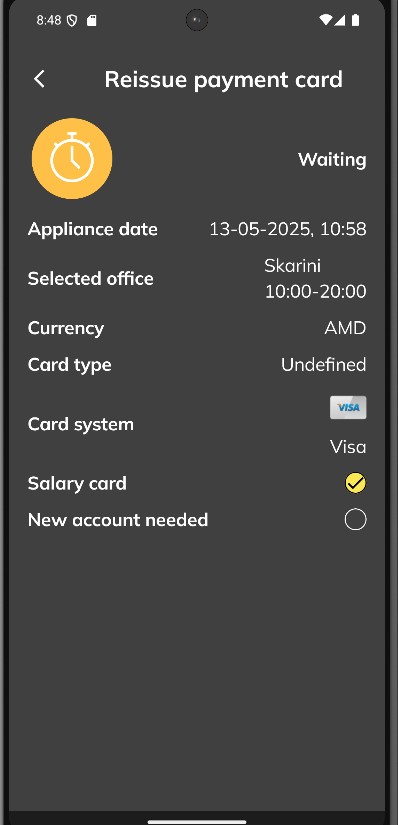 8:48
Reissue payment card
Waiting
Appliance date 13-05-2025, 10:58
Selected office Skarini
10:00-20:00
Currency AMD
Card type Undefined
VISA
Card system
Visa
Salary card
New account needed